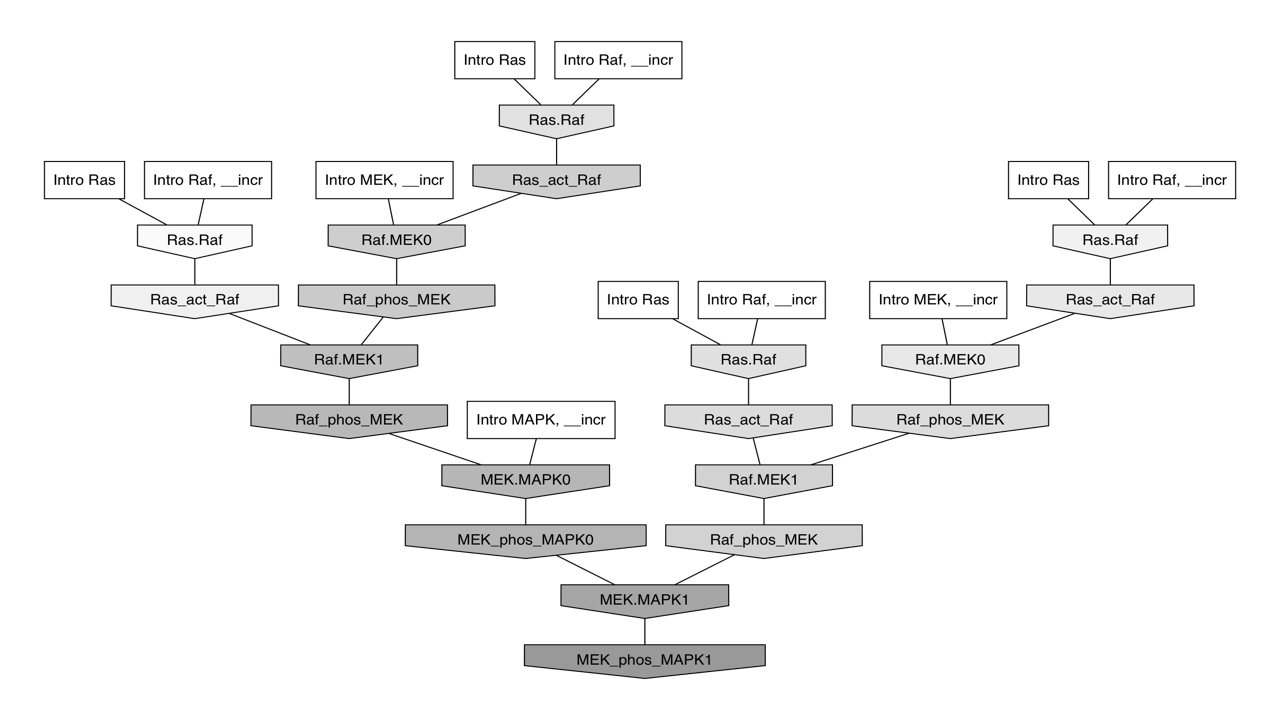 Intro Ras
Intro Raf, __incr
Ras.Raf
Intro Ras
Intro Raf, __incr
Intro MEK, __incr
Ras_act_Raf
Intro Ras
Intro Raf, __incr
Ras.Raf
Raf.MEK0
Ras.Raf
Ras_act_Raf
Raf_phos_MEK
Intro Ras
Intro Raf, __incr
Intro MEK, __incr
Ras_act_Raf
Raf.MEK1
Ras.Raf
Raf.MEK0
Raf_phos_MEK
Intro MAPK, __incr
Ras_act_Raf
Raf_phos_MEK
MEK.MAPK0
Raf.MEK1
MEK_phos_MAPK0
Raf_phos_MEK
MEK.MAPK1
MEK_phos_MAPK1